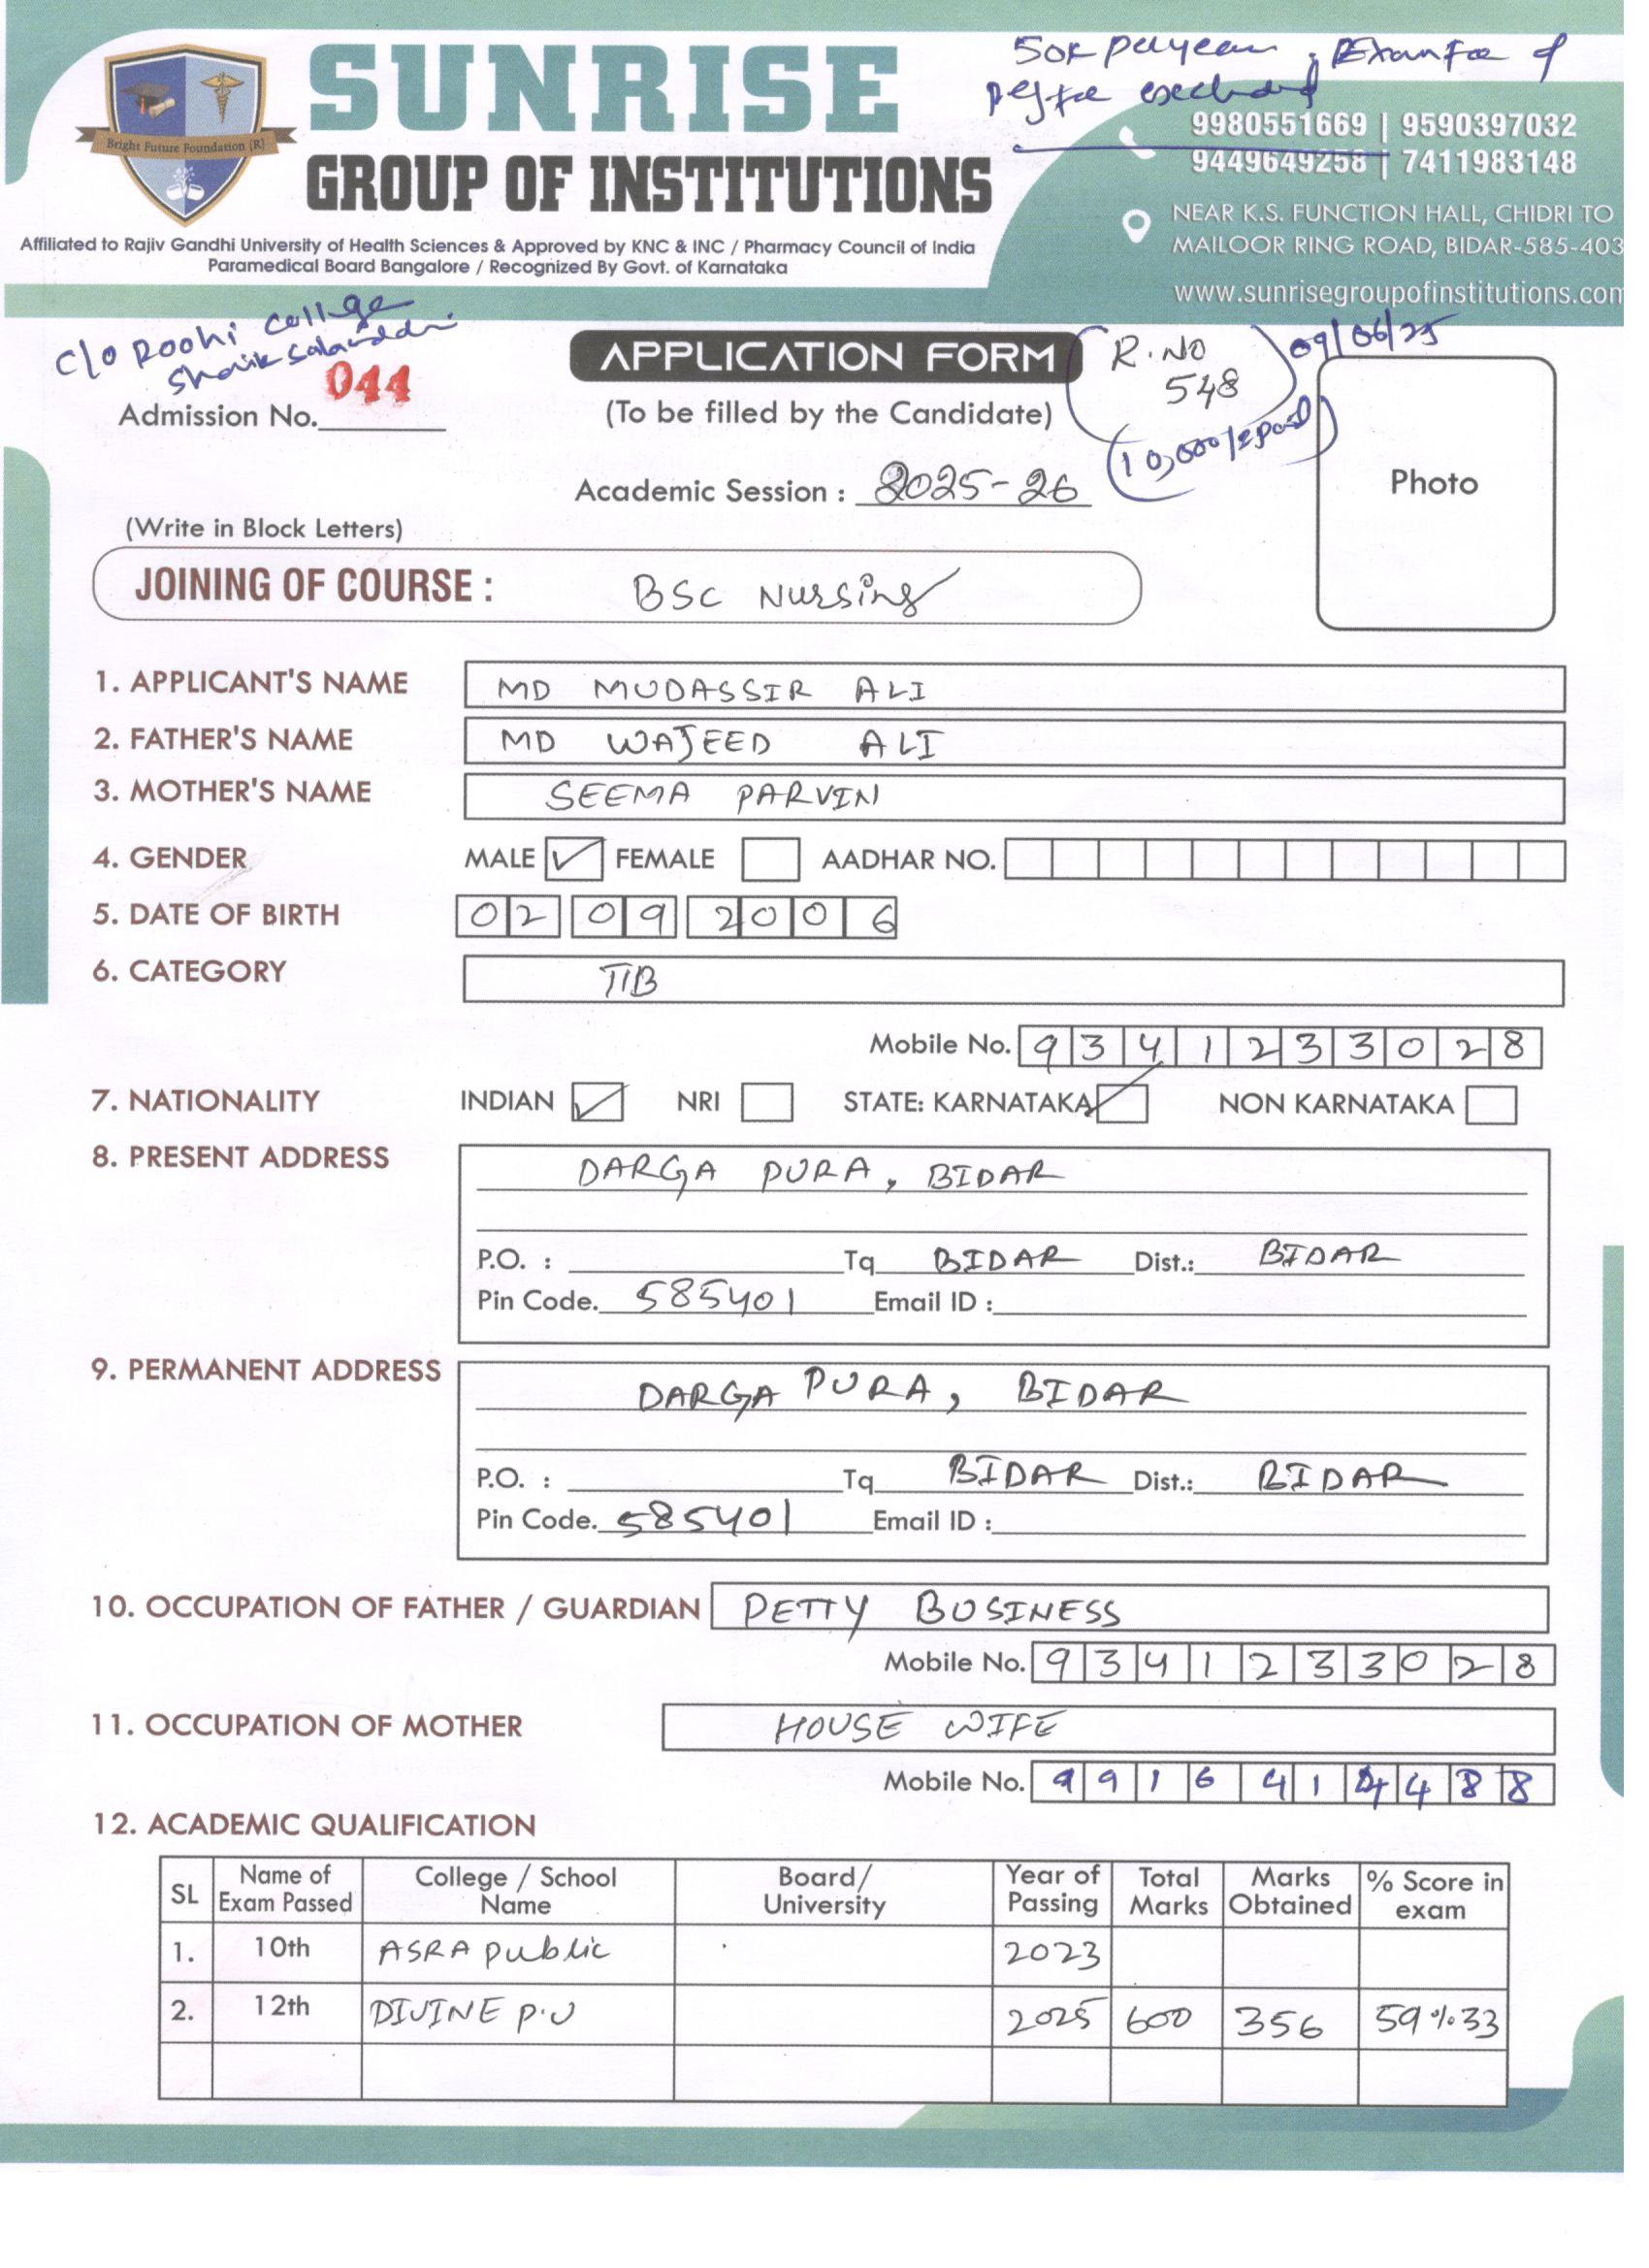 50k per year, Exam Fee &
Reg fee excluded
Bright Future Foundation (R)
SUNRISE
GROUP OF INSTITUTIONS
9980551669 | 9590397032
9449649258 | 7411983148
NEAR K.S. FUNCTION HALL, CHIDRI TO
MAILOOR RING ROAD, BIDAR-585-403
www.sunrisegroupofinstitutions.com
Affiliated to Rajiv Gandhi University of Health Sciences & Approved by KNC & INC / Pharmacy Council of India
Paramedical Board Bangalore / Recognized By Govt. of Karnataka
C/o Roohi College
Shaik
Admission No. 044
APPLICATION FORM
(To be filled by the Candidate)
R.NO
548
09/06/25
(10,000/- paid)
Academic Session : 2025-26
Photo
(Write in Block Letters)
JOINING OF COURSE : BSC Nursing
1. APPLICANT'S NAME MD MUDASSIR ALI
2. FATHER'S NAME MD WAJEED ALI
3. MOTHER'S NAME SEEMA PARVIN
4. GENDER MALE FEMALE AADHAR NO.
5. DATE OF BIRTH 02 09 2006
6. CATEGORY IIB
Mobile No. 9341233028
7. NATIONALITY INDIAN NRI STATE: KARNATAKA NON KARNATAKA
8. PRESENT ADDRESS DARGA PURA, BIDAR
P.O. : Tq BIDAR Dist.: BIDAR
Pin Code. 585401 Email ID :
9. PERMANENT ADDRESS DARGA PURA, BIDAR
P.O. : Tq BIDAR Dist.: BIDAR
Pin Code. 585401 Email ID :
10. OCCUPATION OF FATHER / GUARDIAN PETTY BUSINESS
Mobile No. 9341233028
11. OCCUPATION OF MOTHER HOUSE WIFE
Mobile No. 9916414488
12. ACADEMIC QUALIFICATION
SL Name of Exam Passed College / School Name Board/ University Year of Passing Total Marks Marks Obtained % Score in exam
1. 10th ASRA public 2023
2. 12th DIVINE P.U 2025 600 356 59%33